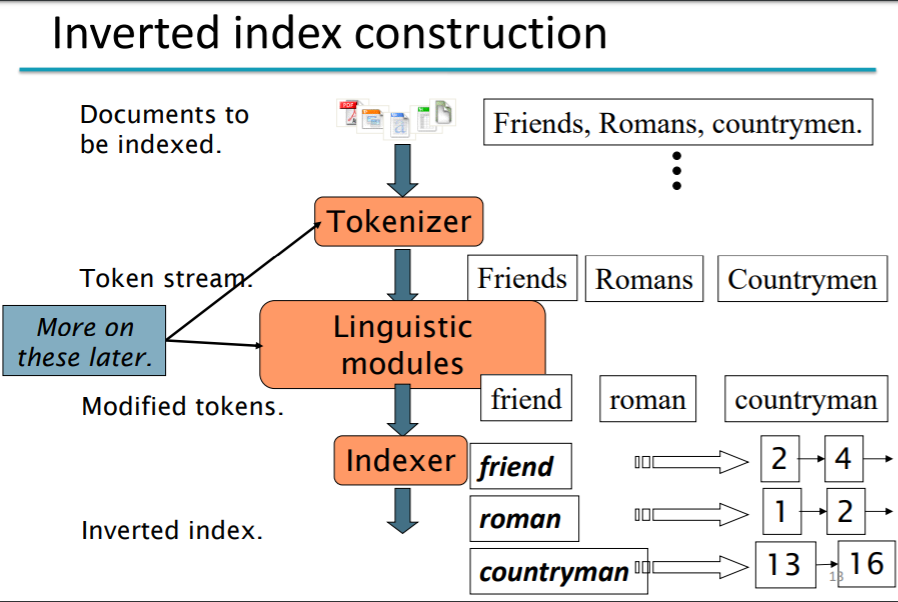 Inverted index construction
Documents to
be indexed.
PDF
Friends, Romans, countrymen.
Tokenizer
Token stream.
Friends Romans Countrymen
More on
these later.
Linguistic
modules
Modified tokens.
friend roman countryman
Indexer
friend 2 4
roman 1 2
Inverted index.
countryman 13 16